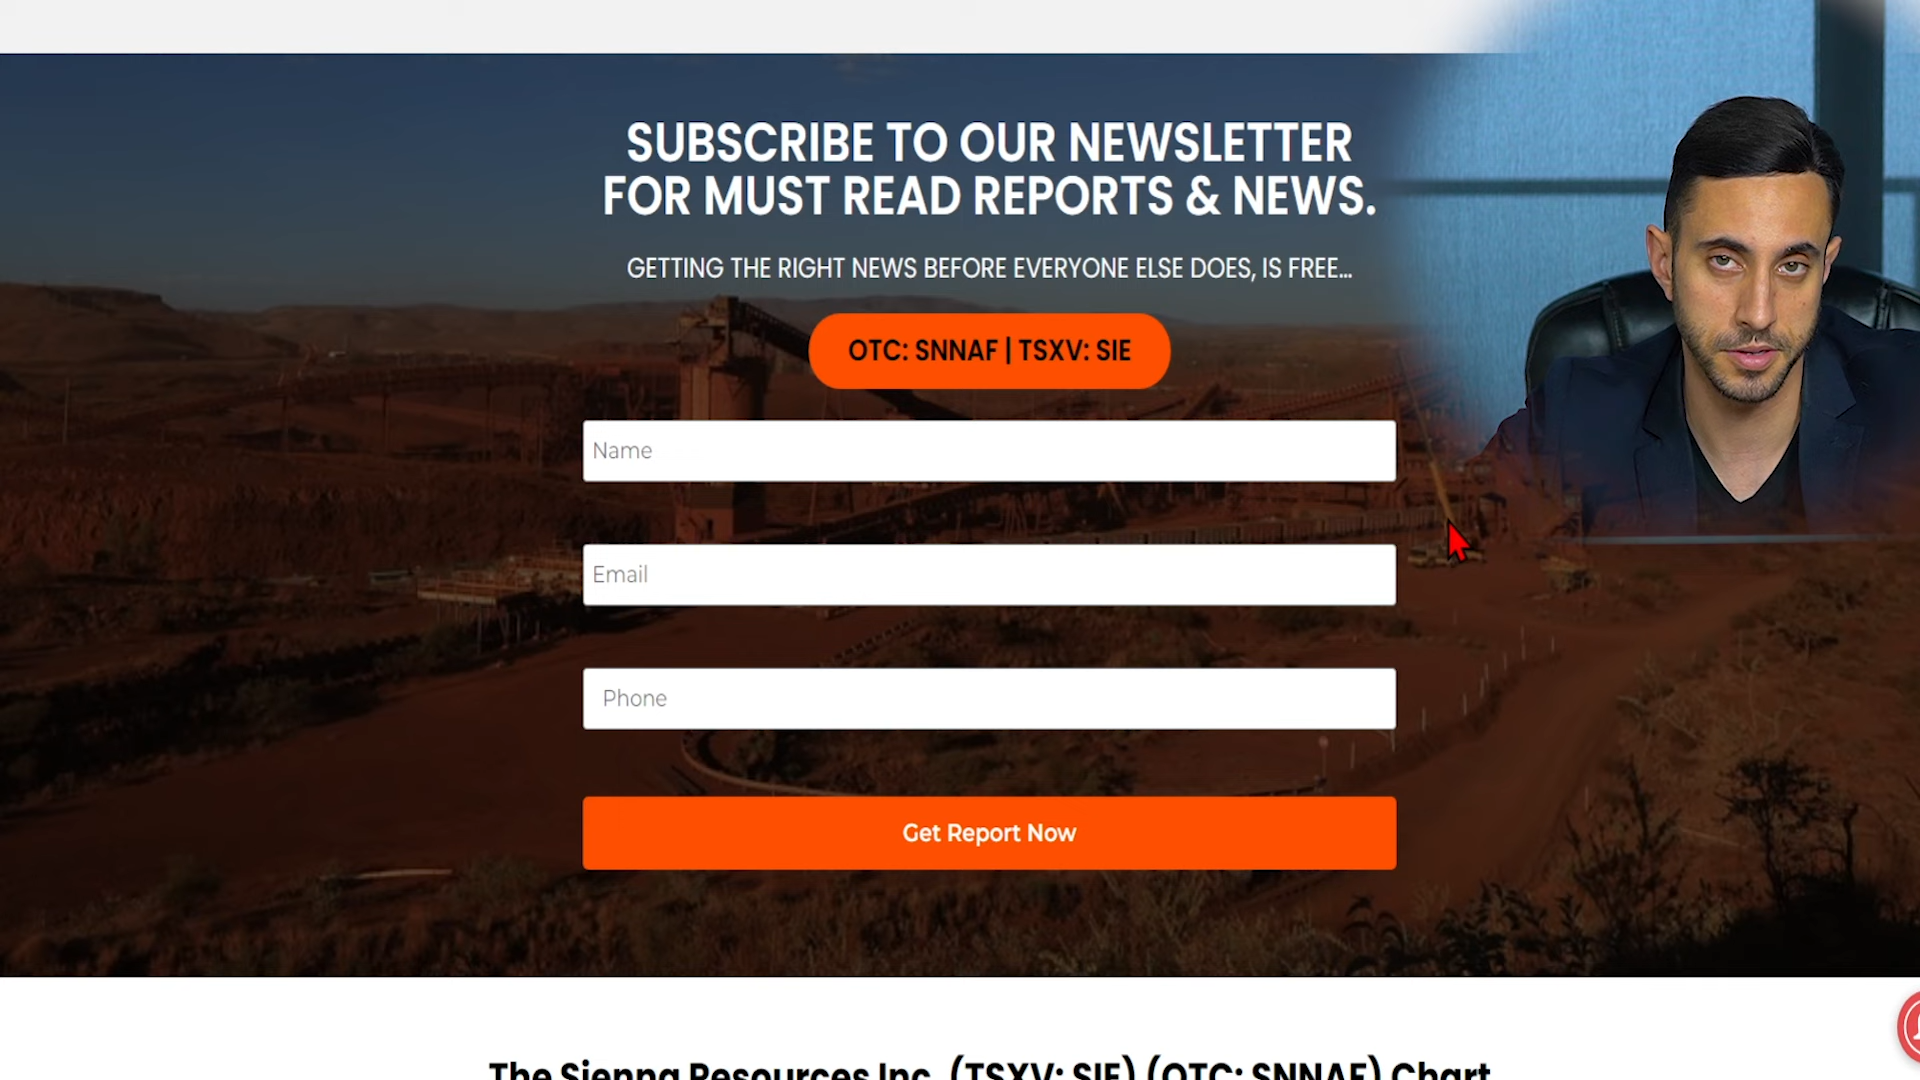 SUBSCRIBE TO OUR NEWSLETTER
FOR MUST READ REPORTS & NEWS.
GETTING THE RIGHT NEWS BEFORE EVERYONE ELSE DOES, IS FREE...
OTC: SNNAF | TSXV: SIE
Name
Email
Phone
Get Report Now
The Sienna Resources Inc. (TSXV: SIE) (OTC: SNNAF) Chart